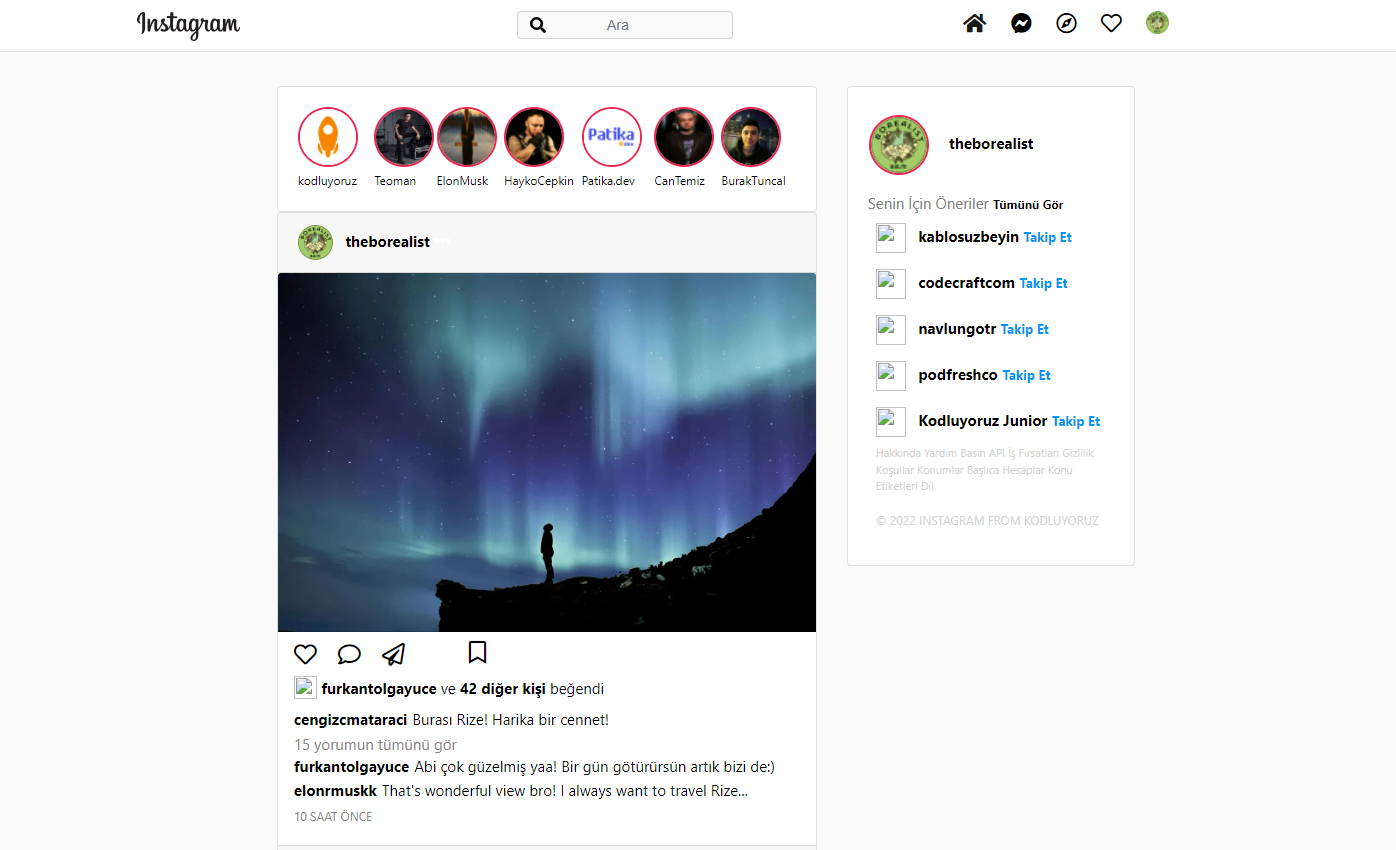 Instagram
Ara
kodluyoruz Teoman ElonMusk HaykoCepkin Patika.dev CanTemiz BurakTuncal
Patika
dev
theborealist
furkantolgayuce ve 42 diğer kişi beğendi
cengizcmataraci Burası Rize! Harika bir cennet!
15 yorumun tümünü gör
furkantolgayuce Abi çok güzelmiş yaa! Bir gün götürürsün artık bizi de:)
elonrmuskk That's wonderful view bro! I always want to travel Rize...
10 SAAT ÖNCE
BOREALIST
theborealist
Senin İçin Öneriler Tümünü Gör
kablosuzbeyin Takip Et
codecraftcom Takip Et
navlungotr Takip Et
podfreshco Takip Et
Kodluyoruz Junior Takip Et
Hakkında Yardım Basın API İş Fırsatları Gizlilik
Koşullar Konumlar Başlıca Hesaplar Konu
Etiketleri Dil
© 2022 INSTAGRAM FROM KODLUYORUZ